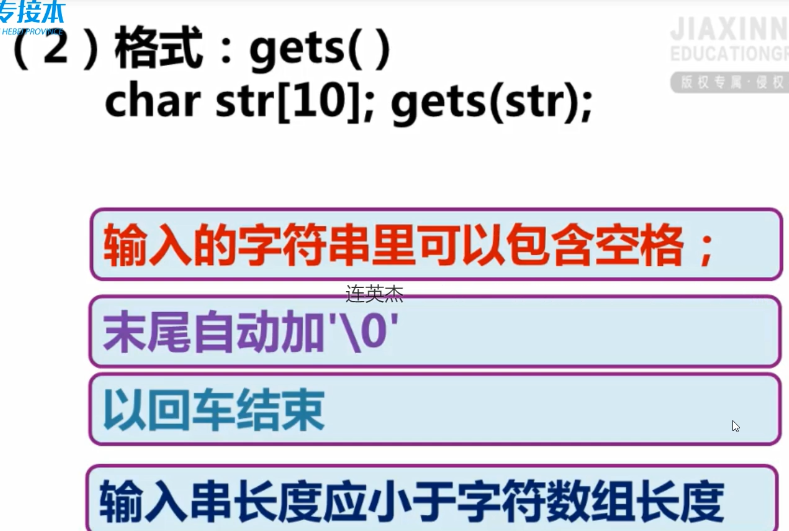 专接本
HEBEI PROVINCE
JIAXINN
EDUCATIONGR
版权专属·侵权
（2）格式：gets( )
char str[10]; gets(str);
输入的字符串里可以包含空格；
连英杰
末尾自动加'\0'
以回车结束
输入串长度应小于字符数组长度